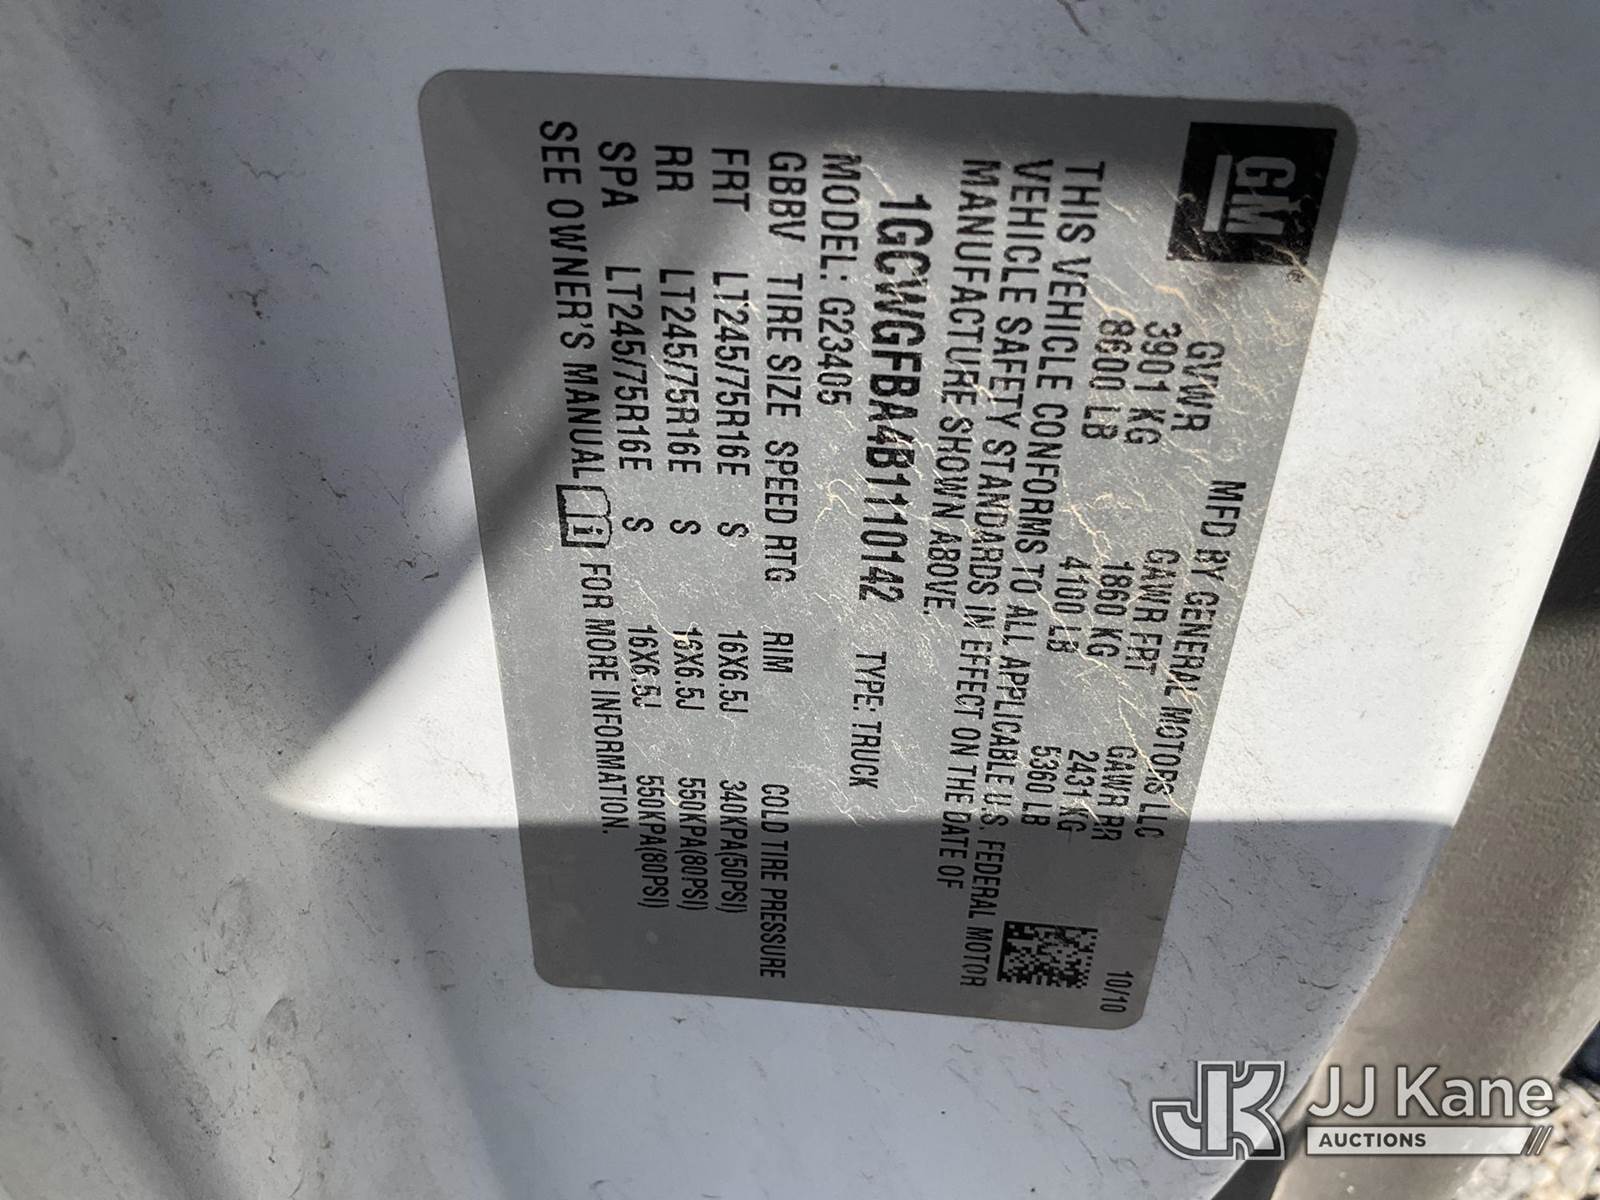 GM
MFD BY GENERAL MOTORS LLC
10/10
GVWR GAWR FRT GAWR RR
3901 KG 1860 KG 2431 KG
8600 LB 4100 LB 5360 LB
THIS VEHICLE CONFORMS TO ALL APPLICABLE U.S. FEDERAL MOTOR
VEHICLE SAFETY STANDARDS IN EFFECT ON THE DATE OF
MANUFACTURE SHOWN ABOVE.
1GCWGFBA4B1110142 TYPE: TRUCK
MODEL: G23405
GBBV TIRE SIZE SPEED RTG RIM COLD TIRE PRESSURE
FRT LT245/75R16E S 16X6.5J 340KPA(50PSI)
RR LT245/75R16E S 16X6.5J 550KPA(80PSI)
SPA LT245/75R16E S 16X6.5J 550KPA(80PSI)
SEE OWNER'S MANUAL i FOR MORE INFORMATION.
JK JJ Kane
AUCTIONS